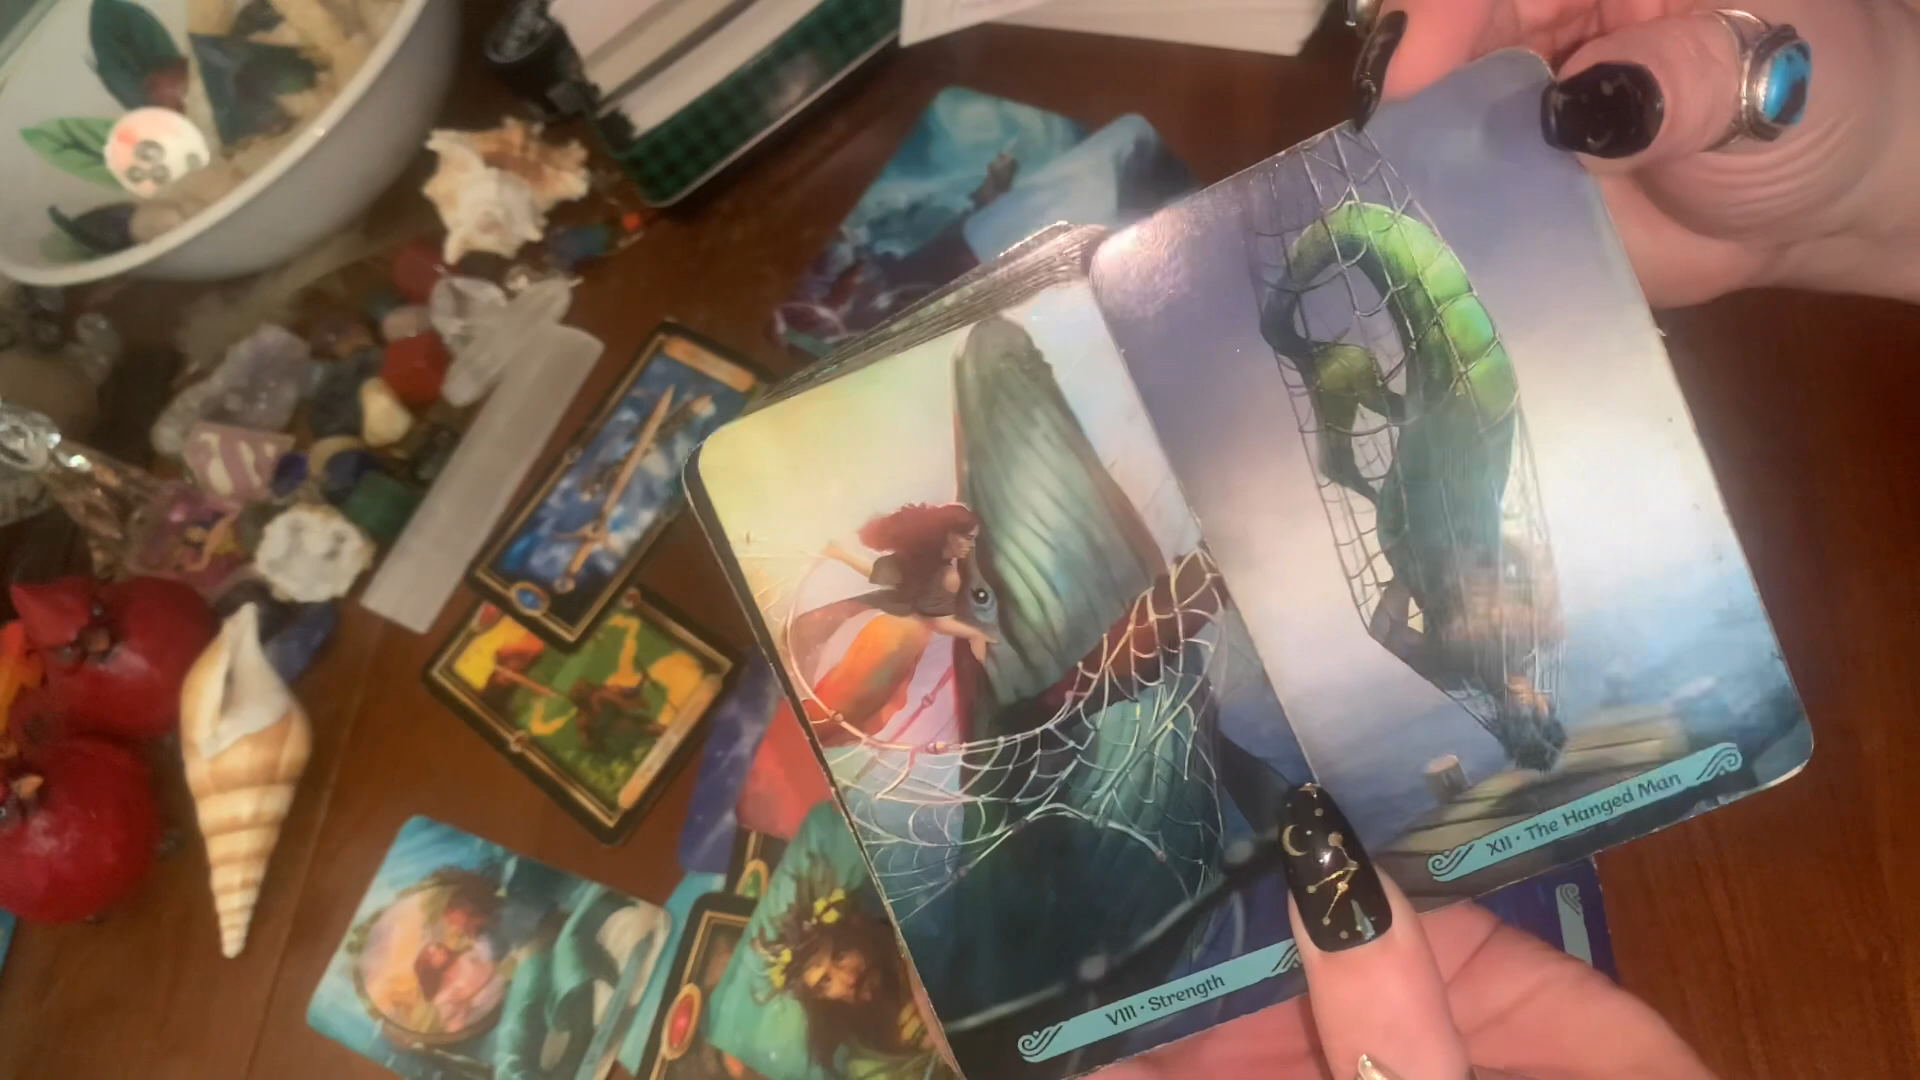 VIII • Strength
XII • The Hanged Man